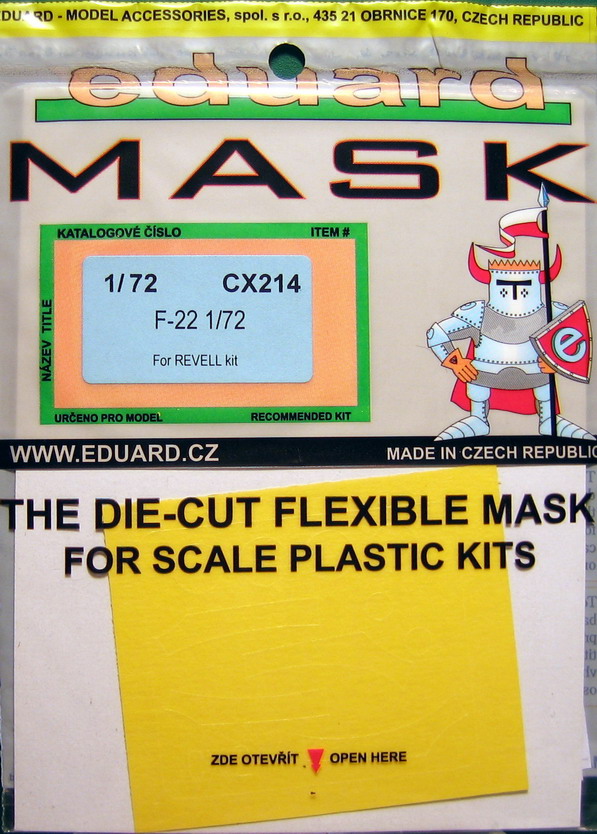 EDUARD - MODEL ACCESSORIES, spol. s r.o., 435 21 OBRNICE 170, CZECH REPUBLIC
eduard
MASK
KATALOGOVÉ ČÍSLO ITEM #
1/72 CX214
F-22 1/72
For REVELL kit
NÁZEV TITLE
URČENO PRO MODEL RECOMMENDED KIT
e
WWW.EDUARD.CZ MADE IN CZECH REPUBLIC
THE DIE-CUT FLEXIBLE MASK
FOR SCALE PLASTIC KITS
ZDE OTEVŘÍT OPEN HERE